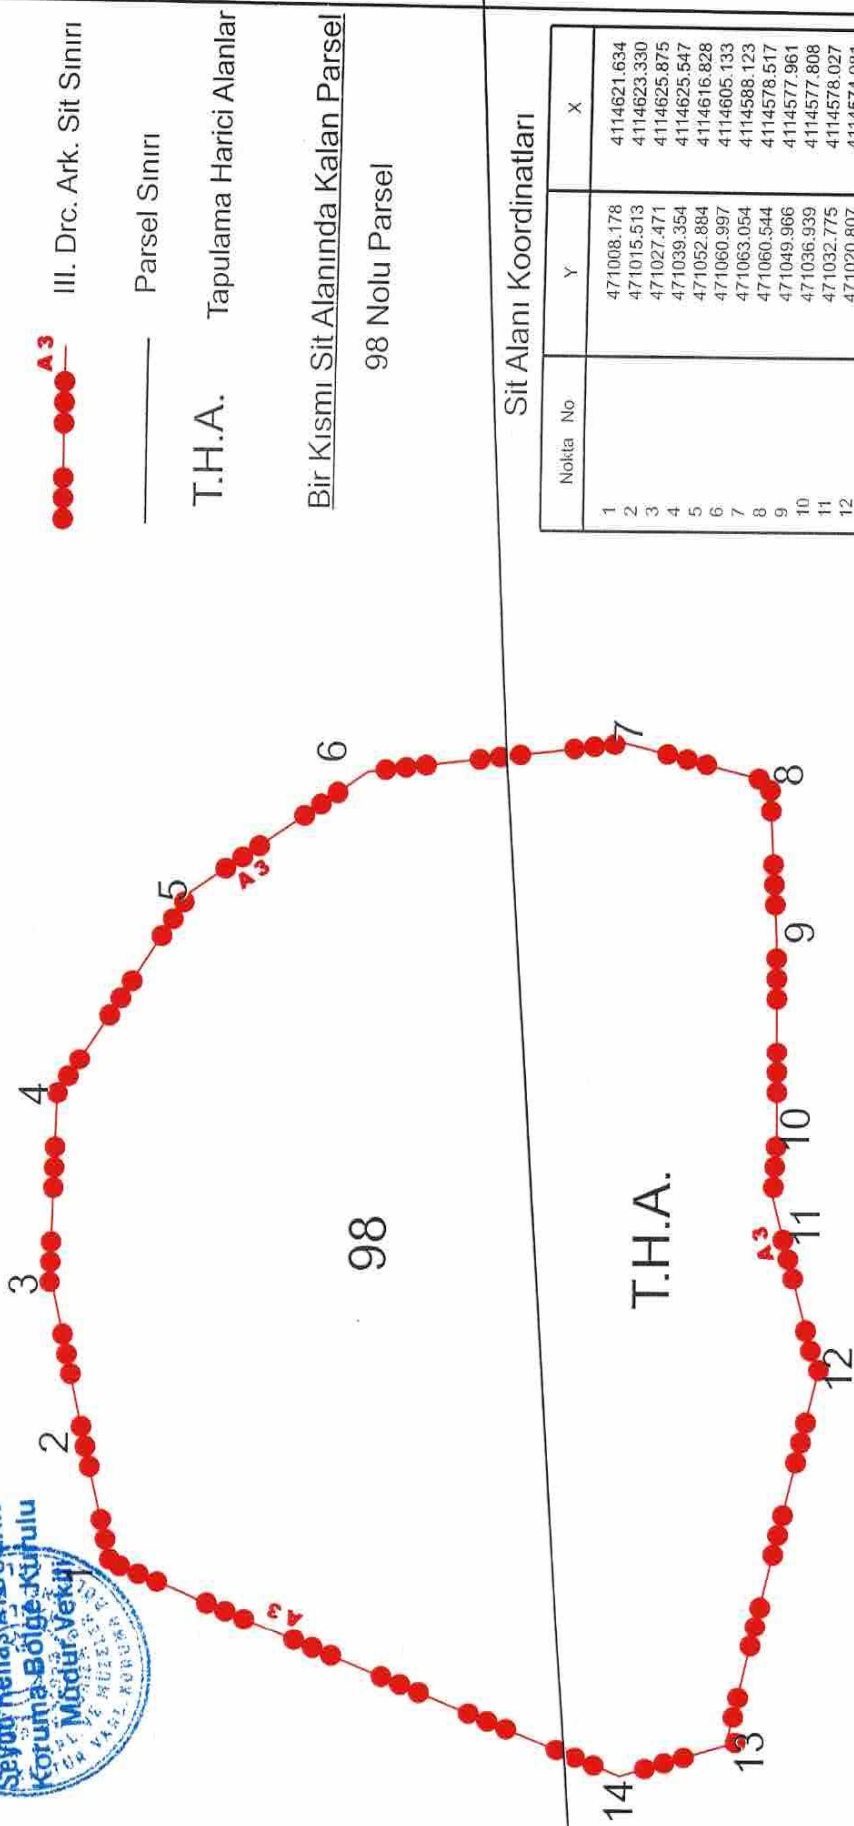 A3 III. Drc. Ark. Sit Sınırı
Parsel Sınırı
T.H.A. Tapulama Harici Alanlar
Bir Kısmı Sit Alanında Kalan Parsel
98 Nolu Parsel
Sit Alanı Koordinatları
Nokta No Y X
1 471008.178 4114621.634
2 471015.513 4114623.330
3 471027.471 4114625.875
4 471039.354 4114625.547
5 471052.884 4114616.828
6 471060.997 4114605.133
7 471063.054 4114588.123
8 471060.544 4114578.517
9 471049.966 4114577.961
10 471036.939 4114577.808
11 471032.775 4114578.027
12 471020.807
Koruma Bölge Kurulu
Müdür Vekili
1
2
3
4
5
6
7
8
9
10
11
12
13
14
A3
A3
A3
98
T.H.A.